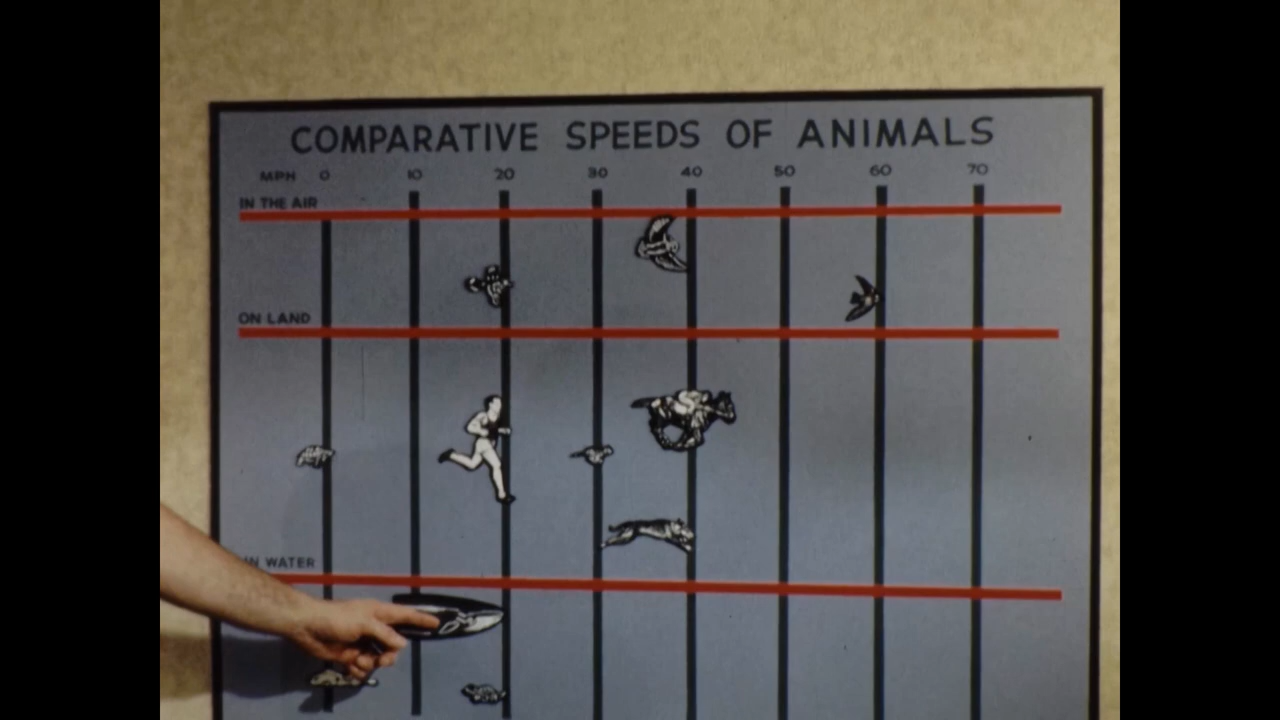 COMPARATIVE SPEEDS OF ANIMALS
MPH 0 10 20 30 40 50 60 70
IN THE AIR
ON LAND
IN WATER